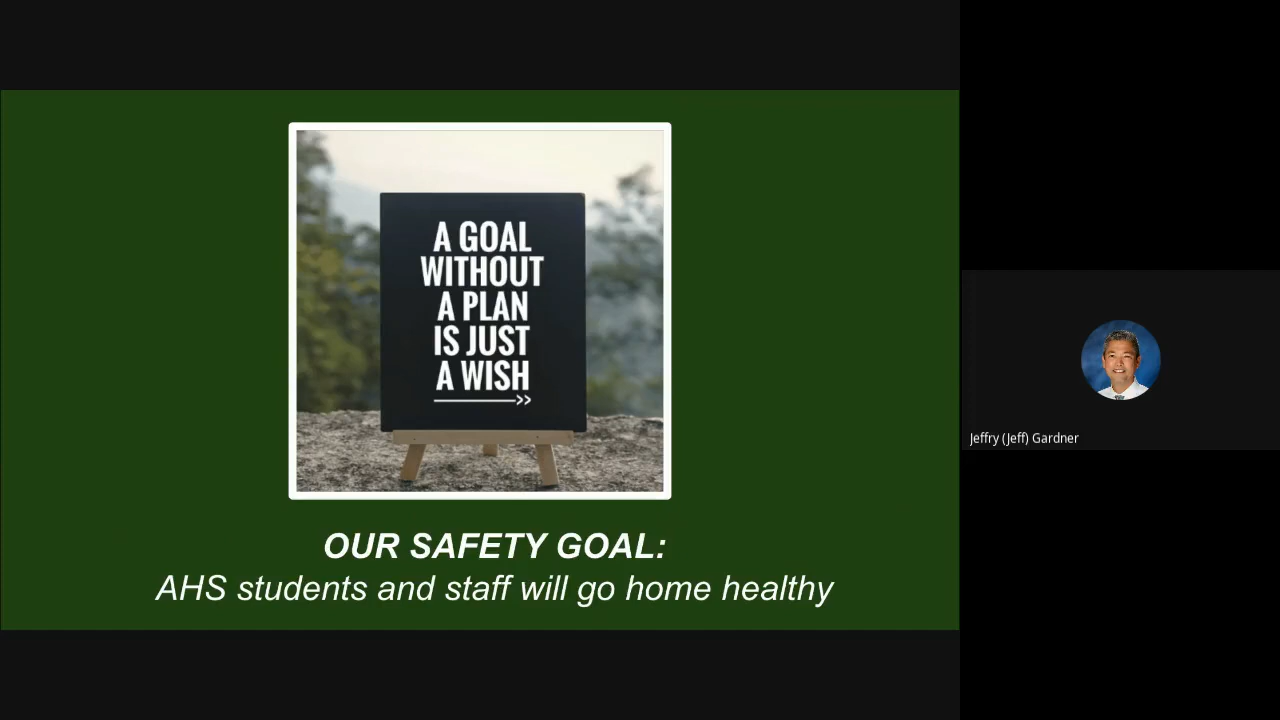 A GOAL
WITHOUT
A PLAN
IS JUST
A WISH
OUR SAFETY GOAL:
AHS students and staff will go home healthy
Jeffry (Jeff) Gardner